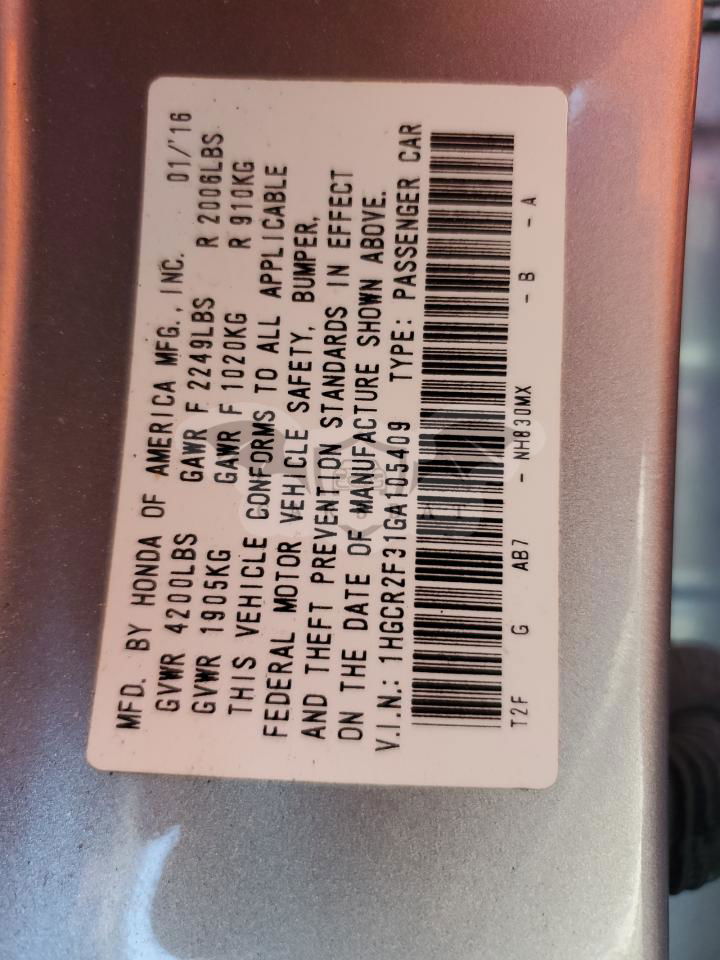 MFD. BY HONDA OF AMERICA MFG., INC. 01/'16
GVWR 4200LBS GAWR F 2249LBS R 2006LBS
GVWR 1905KG GAWR F 1020KG R 910KG
THIS VEHICLE CONFORMS TO ALL APPLICABLE
FEDERAL MOTOR VEHICLE SAFETY, BUMPER,
AND THEFT PREVENTION STANDARDS IN EFFECT
ON THE DATE OF MANUFACTURE SHOWN ABOVE.
V.I.N.: 1HGCR2F31GA105409 TYPE: PASSENGER CAR
T2F G AB7 - NH830MX - B - A